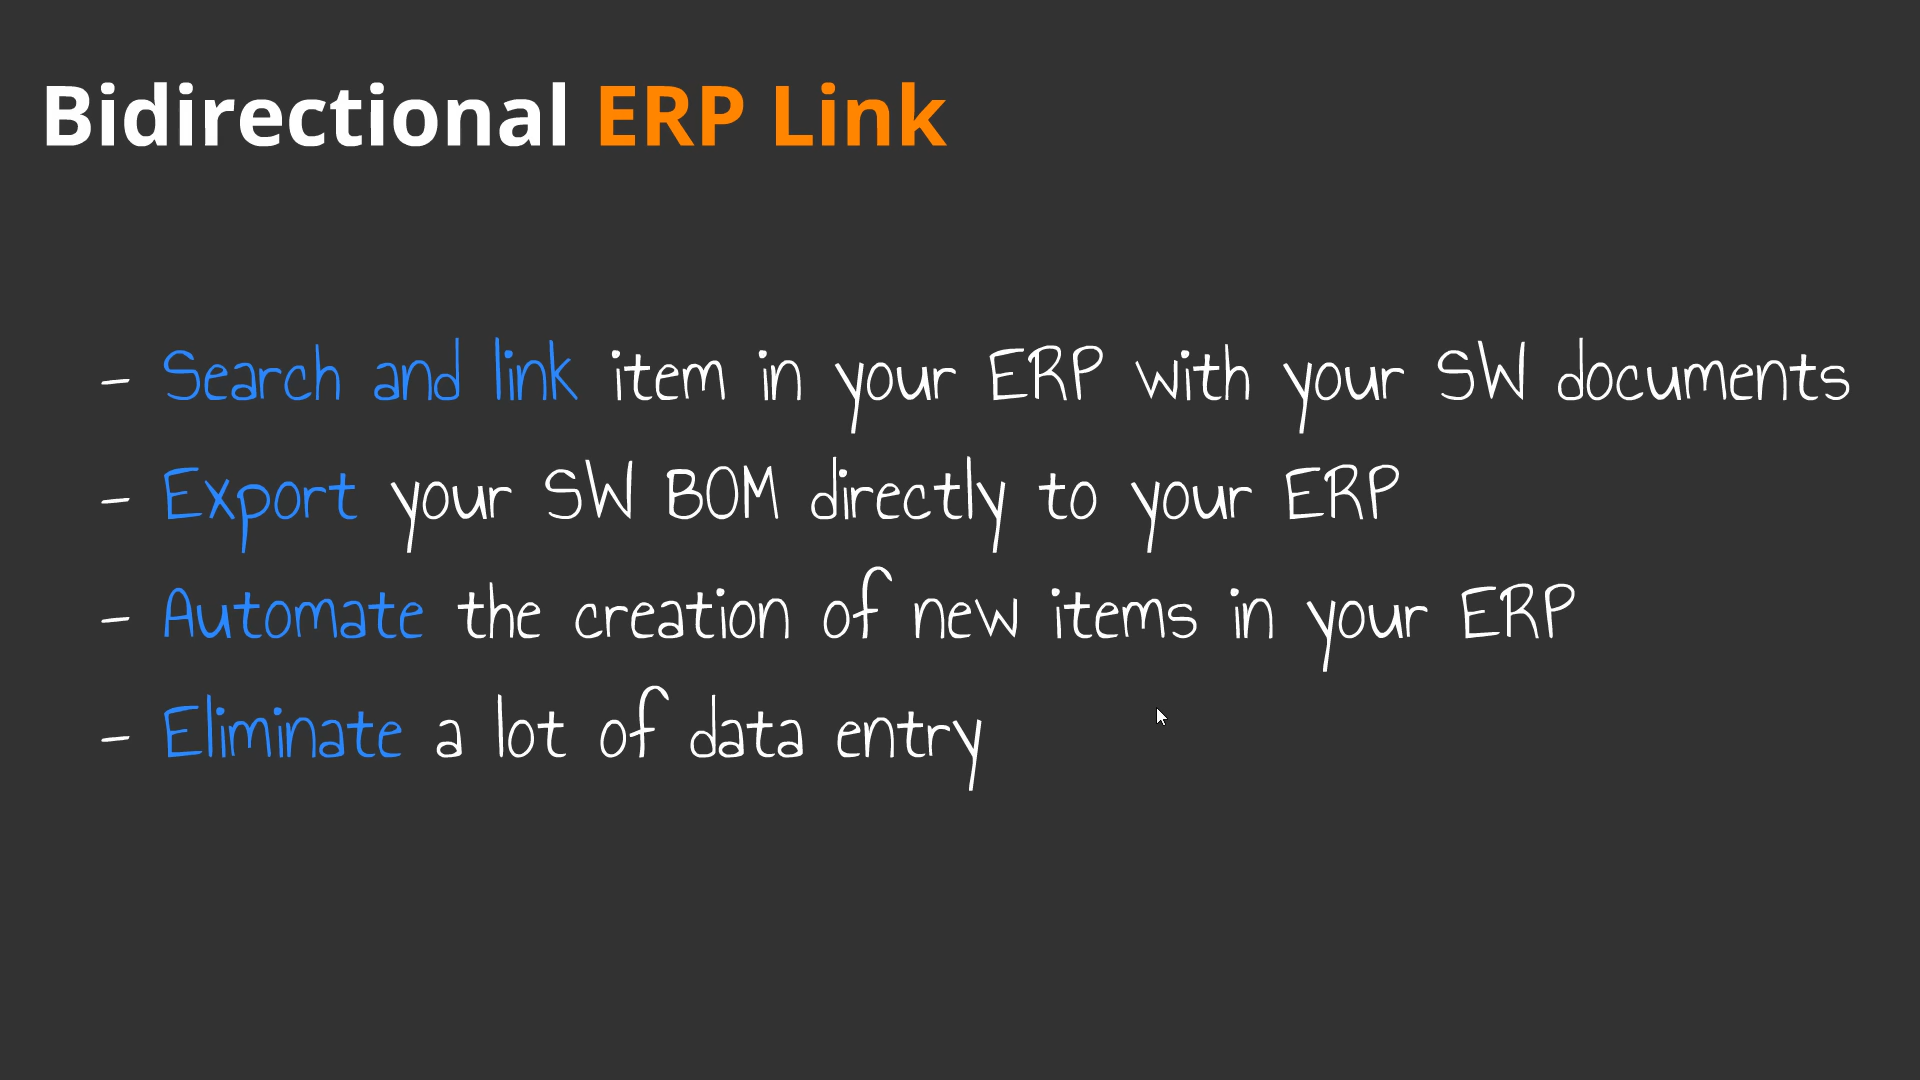 Bidirectional ERP Link
- Search and link item in your ERP with your SW documents
- Export your SW BOM directly to your ERP
- Automate the creation of new items in your ERP
- Eliminate a lot of data entry